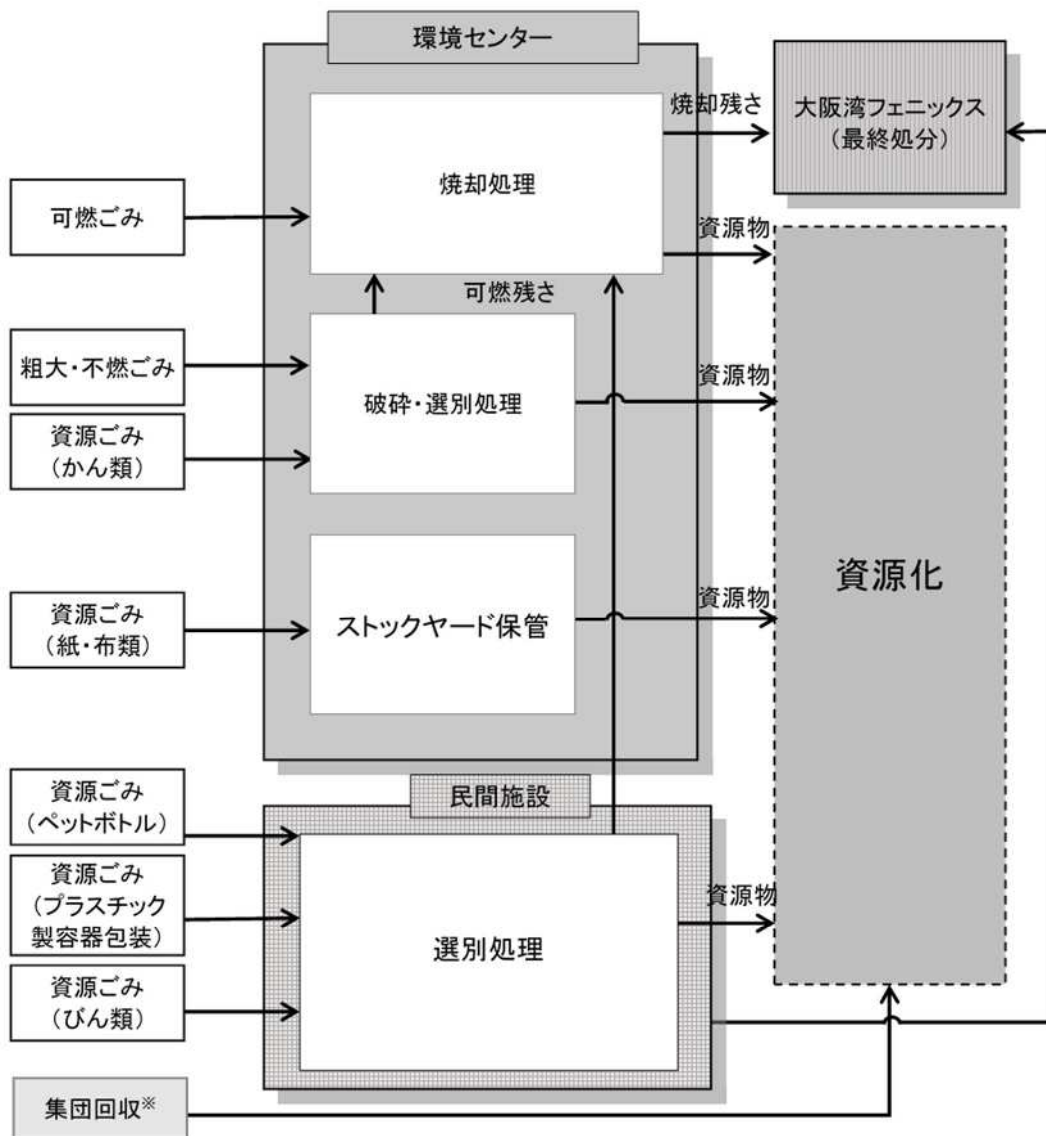 環境センター
焼却残さ
大阪湾フェニックス
（最終処分）
焼却処理
可燃ごみ
資源物
可燃残さ
粗大・不燃ごみ
資源物
破砕・選別処理
資源ごみ
（かん類）
資源化
資源物
資源ごみ
（紙・布類）
ストックヤード保管
民間施設
資源ごみ
（ペットボトル）
資源ごみ
（プラスチック
製容器包装）
資源物
選別処理
資源ごみ
（びん類）
集団回収※